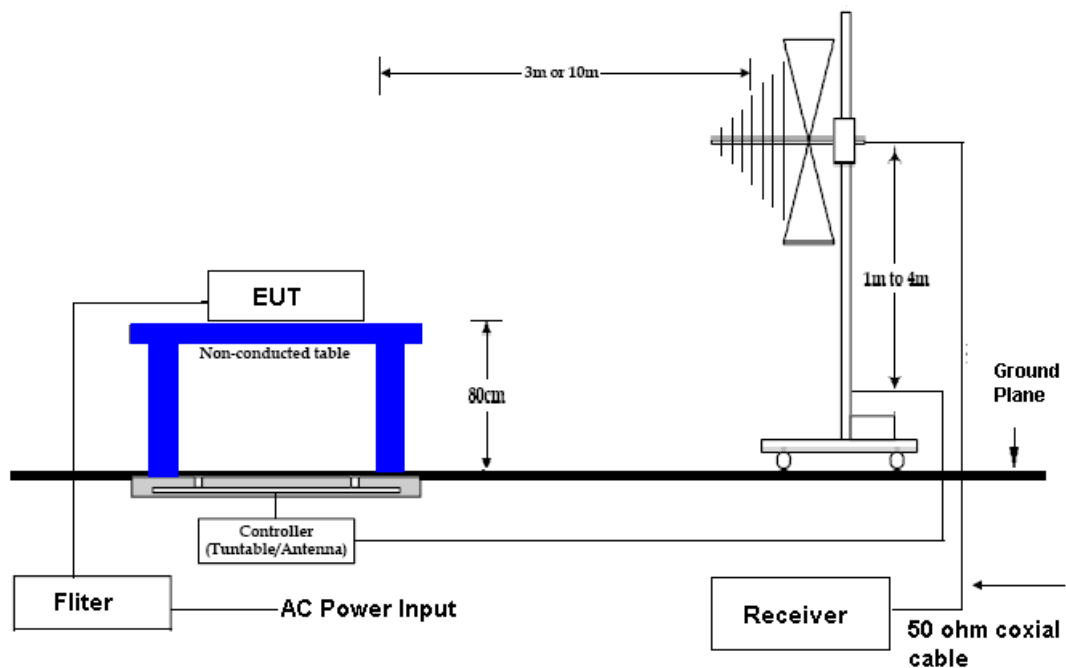 3m or 10m
EUT
Non-conducted table
80cm
1m to 4m
Ground
Plane
Controller
(Tuntable/Antenna)
Fliter
AC Power Input
Receiver
50 ohm coxial
cable